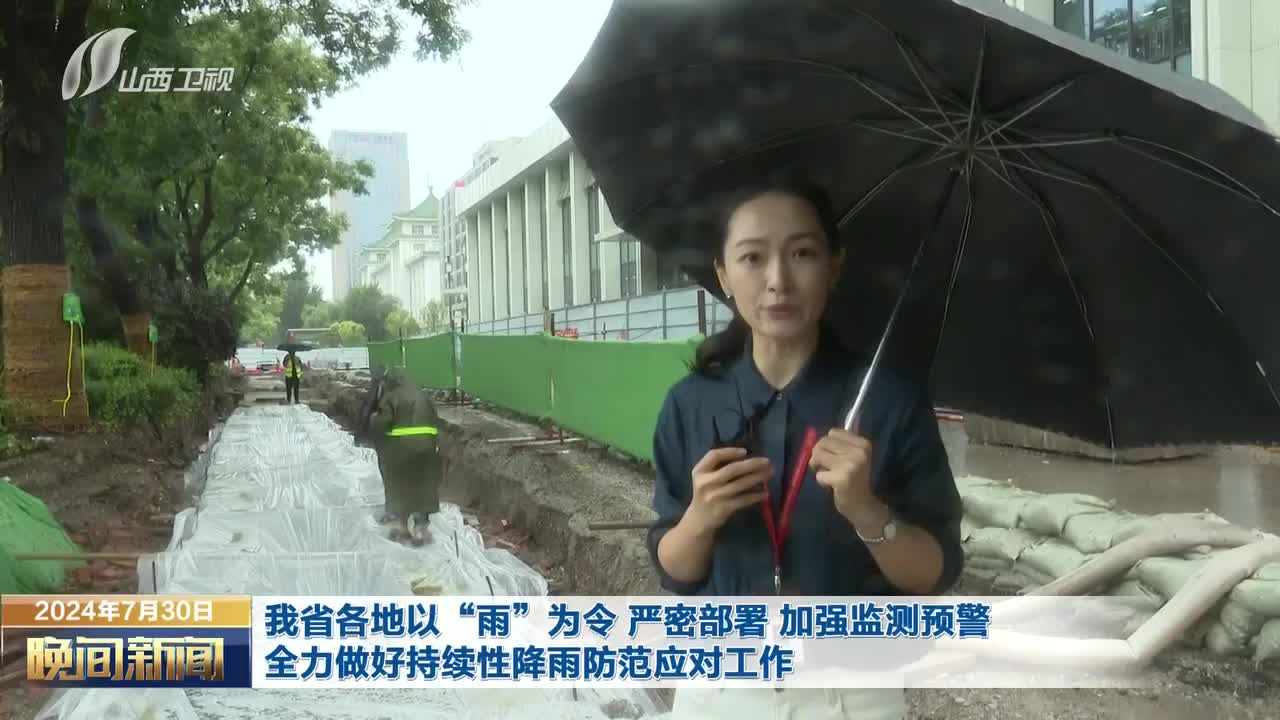 山西卫视
2024年7月30日
晚间新闻
我省各地以“雨”为令 严密部署 加强监测预警
全力做好持续性降雨防范应对工作